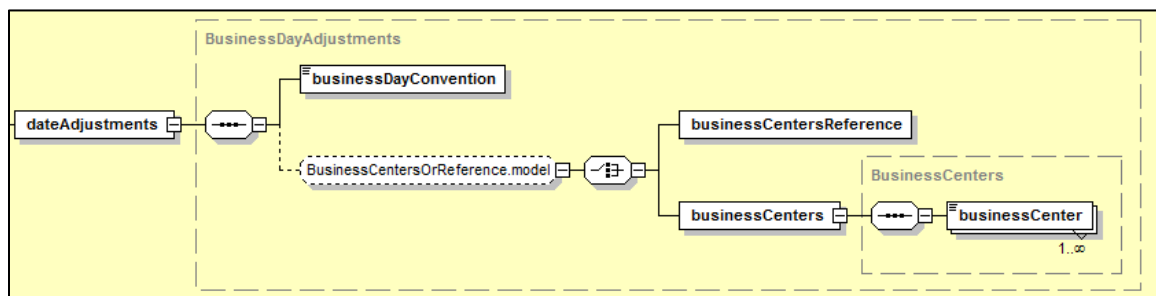 BusinessDayAdjustments
businessDayConvention
dateAdjustments
businessCentersReference
BusinessCentersOrReference.model
BusinessCenters
businessCenters
businessCenter
1..∞